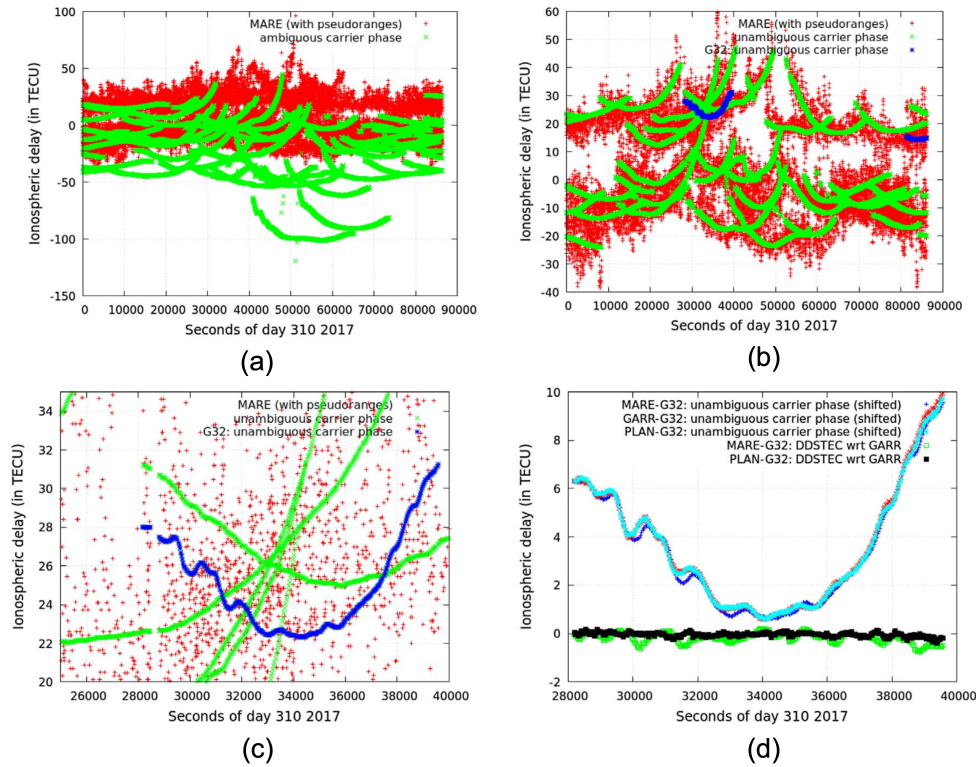 MARE (with pseudoranges)
ambiguous carrier phase
100
50
0
-50
-100
-150
Ionospheric delay (in TECU)
0 10000 20000 30000 40000 50000 60000 70000 80000 90000
Seconds of day 310 2017
(a)
MARE (with pseudoranges)
unambiguous carrier phase
G32: unambiguous carrier phase
60
50
40
30
20
10
0
-10
-20
-30
-40
Ionospheric delay (in TECU)
0 10000 20000 30000 40000 50000 60000 70000 80000 90000
Seconds of day 310 2017
(b)
MARE (with pseudoranges)
unambiguous carrier phase
G32: unambiguous carrier phase
34
32
30
28
26
24
22
20
Ionospheric delay (in TECU)
26000 28000 30000 32000 34000 36000 38000 40000
Seconds of day 310 2017
(c)
MARE-G32: unambiguous carrier phase (shifted)
GARR-G32: unambiguous carrier phase (shifted)
PLAN-G32: unambiguous carrier phase (shifted)
MARE-G32: DDSTEC wrt GARR
PLAN-G32: DDSTEC wrt GARR
10
8
6
4
2
0
-2
Ionospheric delay (in TECU)
28000 30000 32000 34000 36000 38000 40000
Seconds of day 310 2017
(d)